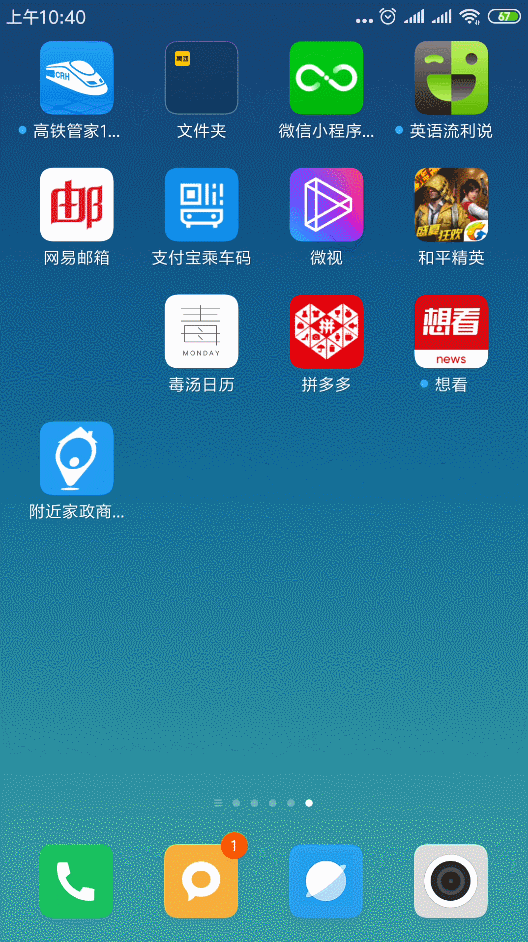 上午10:40
67
CRH
高铁管家1...
文件夹
微信小程序...
英语流利说
邮
网易邮箱
支付宝乘车码
微视
盛夏狂欢
和平精英
毒
MONDAY
毒汤日历
拼
拼多多
想看
news
想看
附近家政商...
1